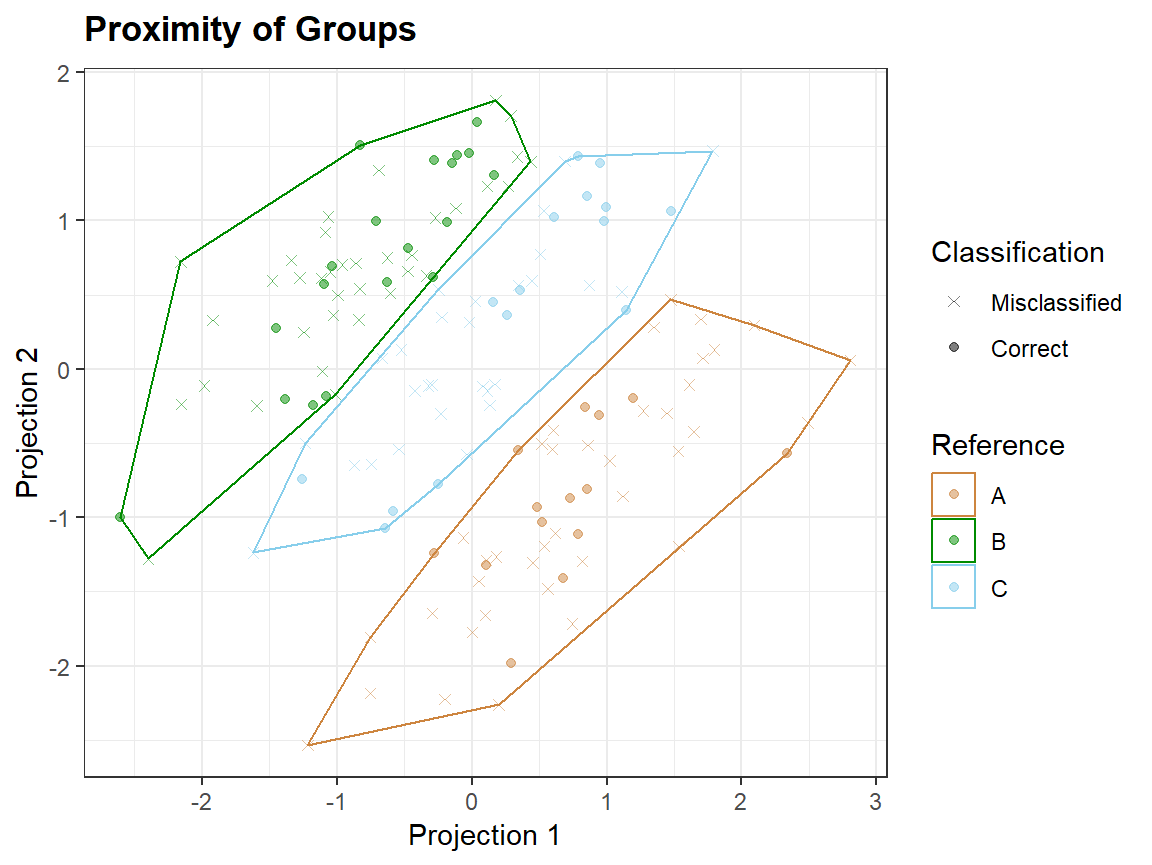 Proximity of Groups
2
1
0
-1
-2
Projection 2
-2 -1 0 1 2 3
Projection 1
Classification
Misclassified
Correct
Reference
A
B
C